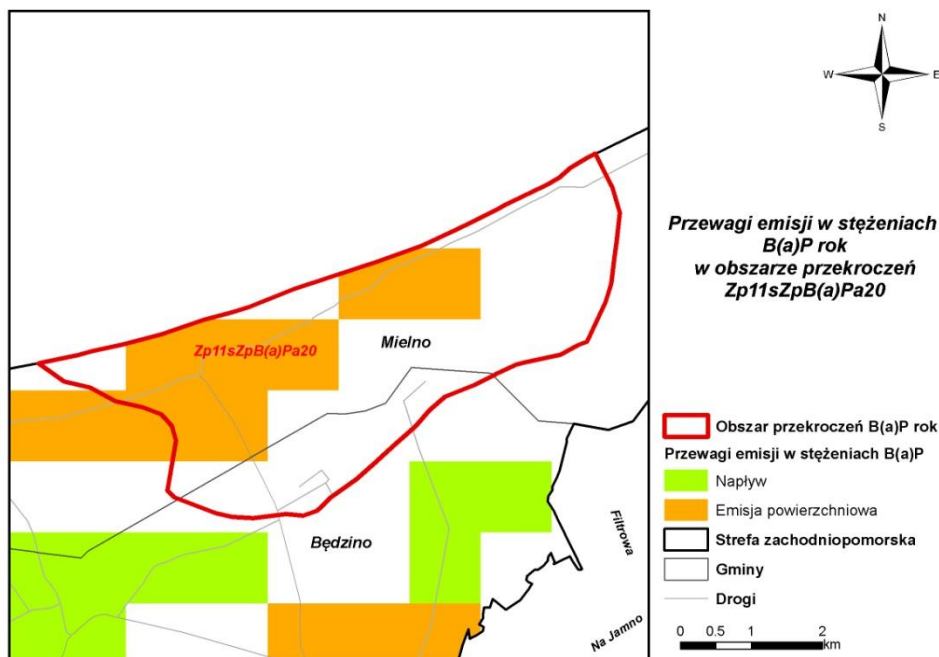 N
W
E
S
Przewagi emisji w stężeniach
B(a)P rok
w obszarze przekroczeń
Zp11sZpB(a)Pa20
Zp11sZpB(a)Pa20
Mielno
Będzino
Filtrowa
Na Jamno
Obszar przekroczeń B(a)P rok
Przewagi emisji w stężeniach B(a)P
Napływ
Emisja powierzchniowa
Strefa zachodniopomorska
Gminy
Drogi
0 0.5 1 2
km